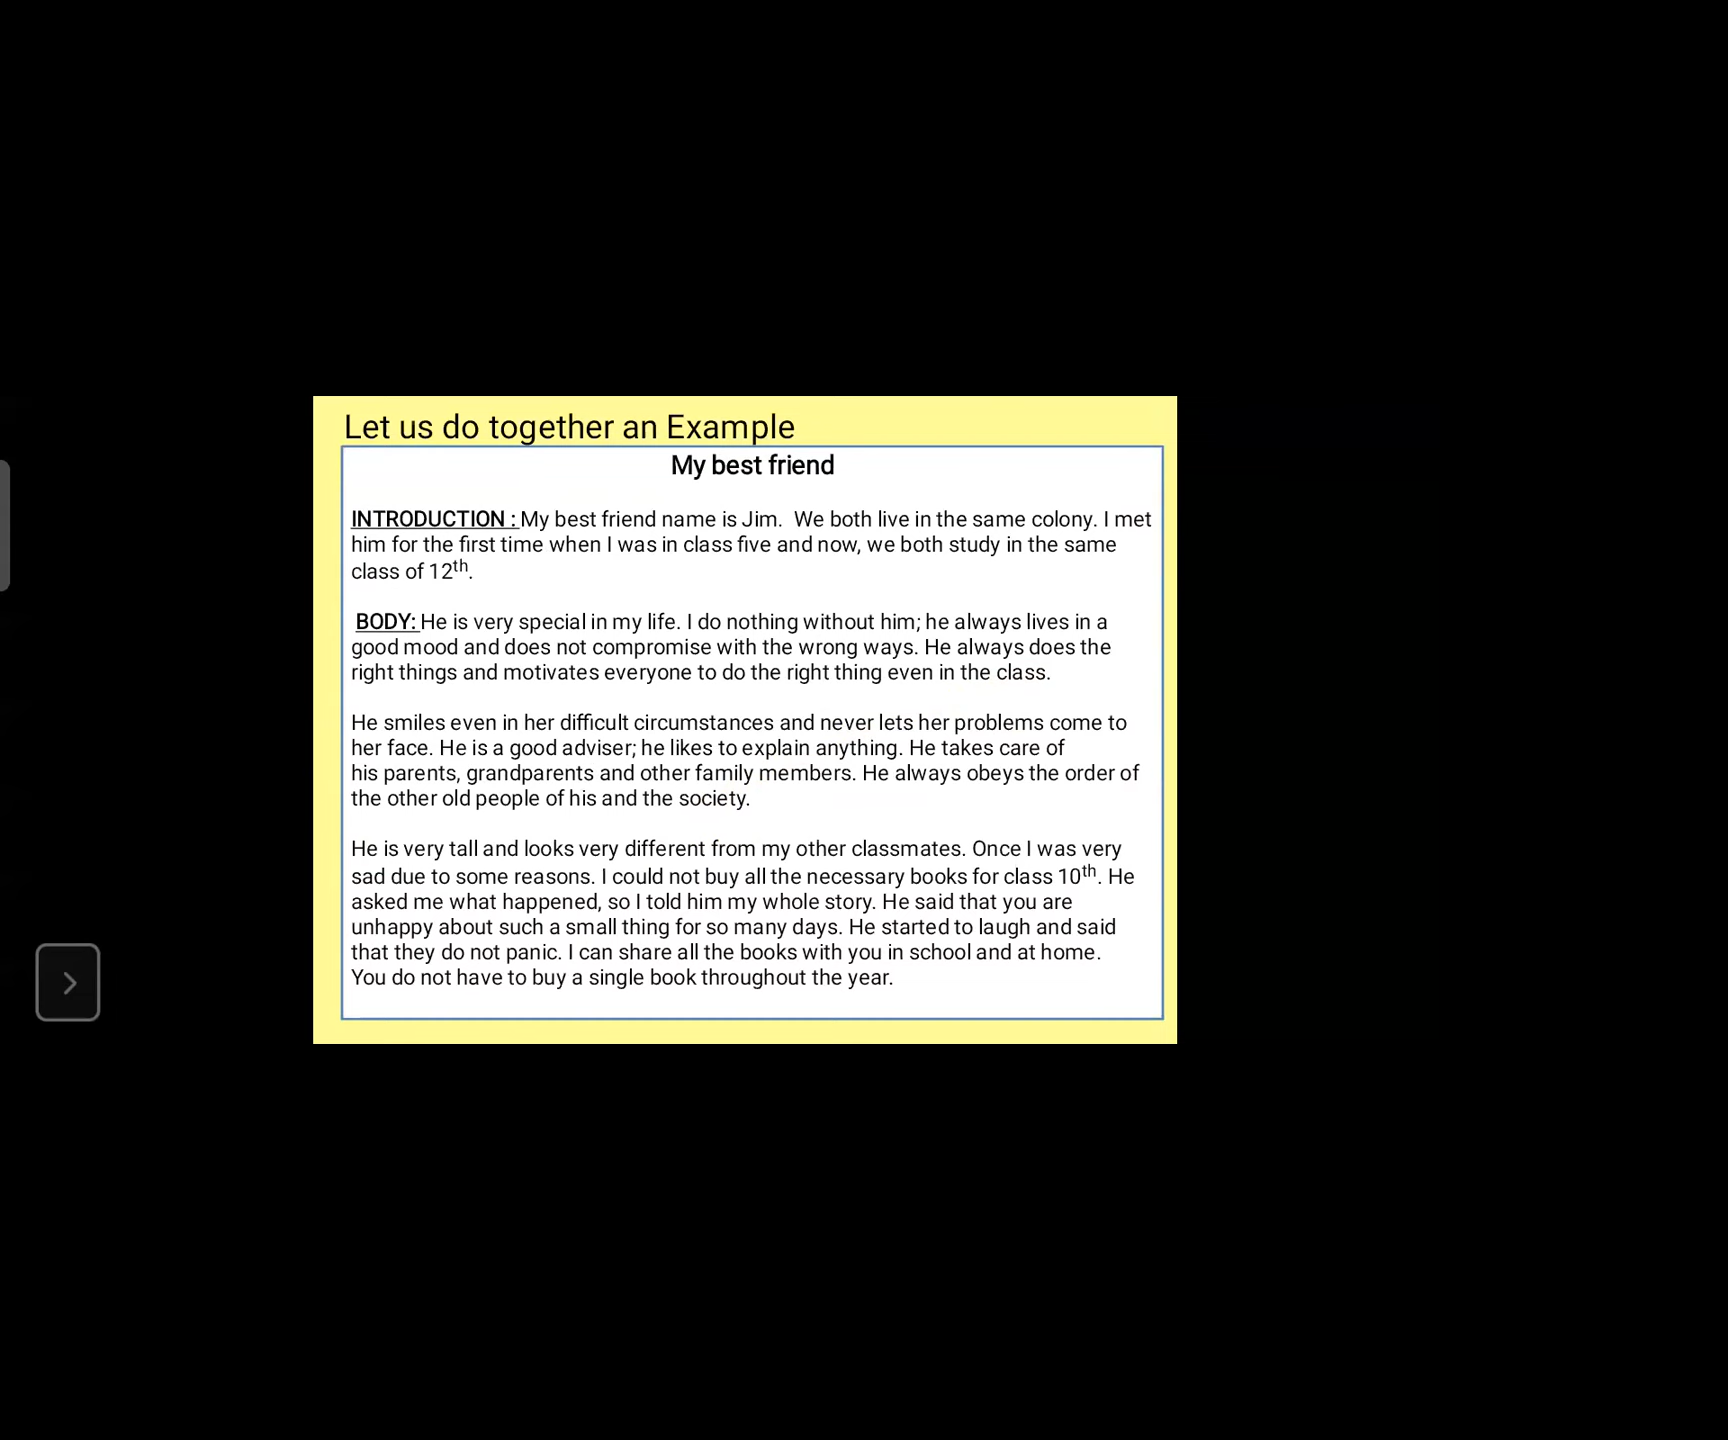 Let us do together an Example
My best friend
INTRODUCTION : My best friend name is Jim.  We both live in the same colony. I met
him for the first time when I was in class five and now, we both study in the same
class of 12th.
BODY: He is very special in my life. I do nothing without him; he always lives in a
good mood and does not compromise with the wrong ways. He always does the
right things and motivates everyone to do the right thing even in the class.
He smiles even in her difficult circumstances and never lets her problems come to
her face. He is a good adviser; he likes to explain anything. He takes care of
his parents, grandparents and other family members. He always obeys the order of
the other old people of his and the society.
He is very tall and looks very different from my other classmates. Once I was very
sad due to some reasons. I could not buy all the necessary books for class 10th. He
asked me what happened, so I told him my whole story. He said that you are
unhappy about such a small thing for so many days. He started to laugh and said
that they do not panic. I can share all the books with you in school and at home.
You do not have to buy a single book throughout the year.